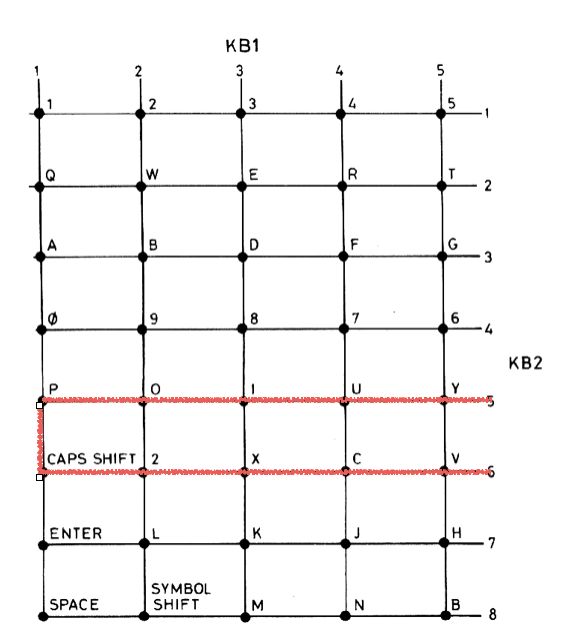 KB1
1 2 3 4 5
1 2 3 4 5 1
Q W E R T 2
A B D F G 3
Ø 9 8 7 6 4
KB2
P O I U Y 5
CAPS SHIFT 2 X C V 6
ENTER L K J H 7
SYMBOL
SPACE SHIFT M N B 8